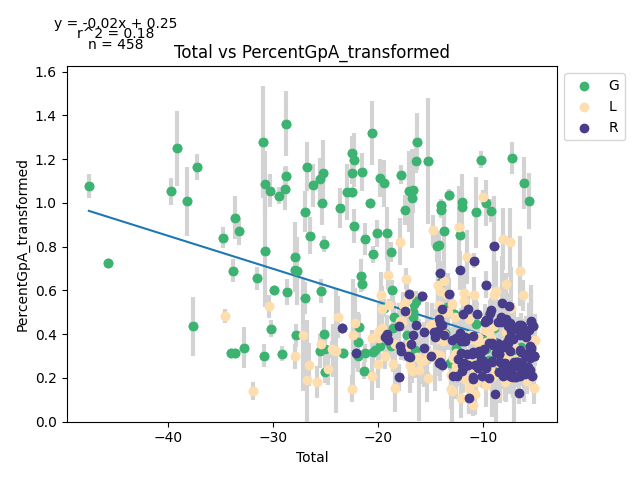 y = -0.02x + 0.25
r^2 = 0.18
n = 458
Total vs PercentGpA_transformed
1.6
1.4
1.2
1.0
0.8
0.6
0.4
0.2
0.0
PercentGpA_transformed
−40
−30
−20
−10
Total
G
L
R